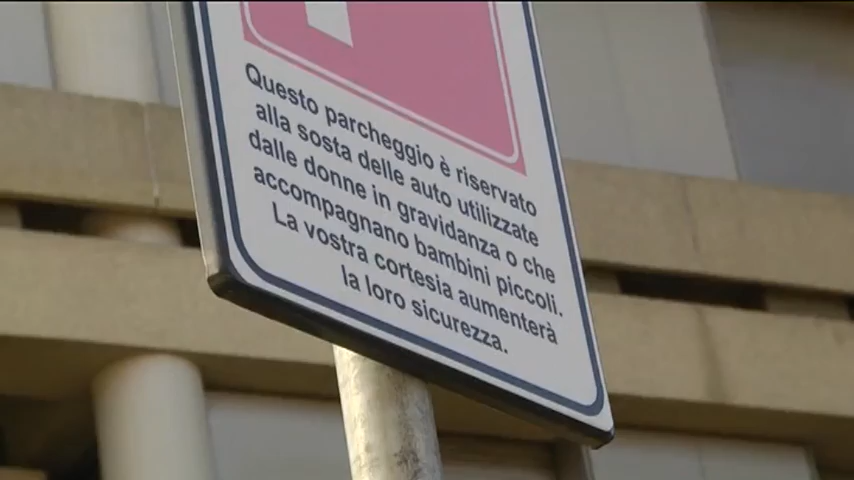 Questo parcheggio è riservato
alla sosta delle auto utilizzate
dalle donne in gravidanza o che
accompagnano bambini piccoli.
La vostra cortesia aumenterà
la loro sicurezza.